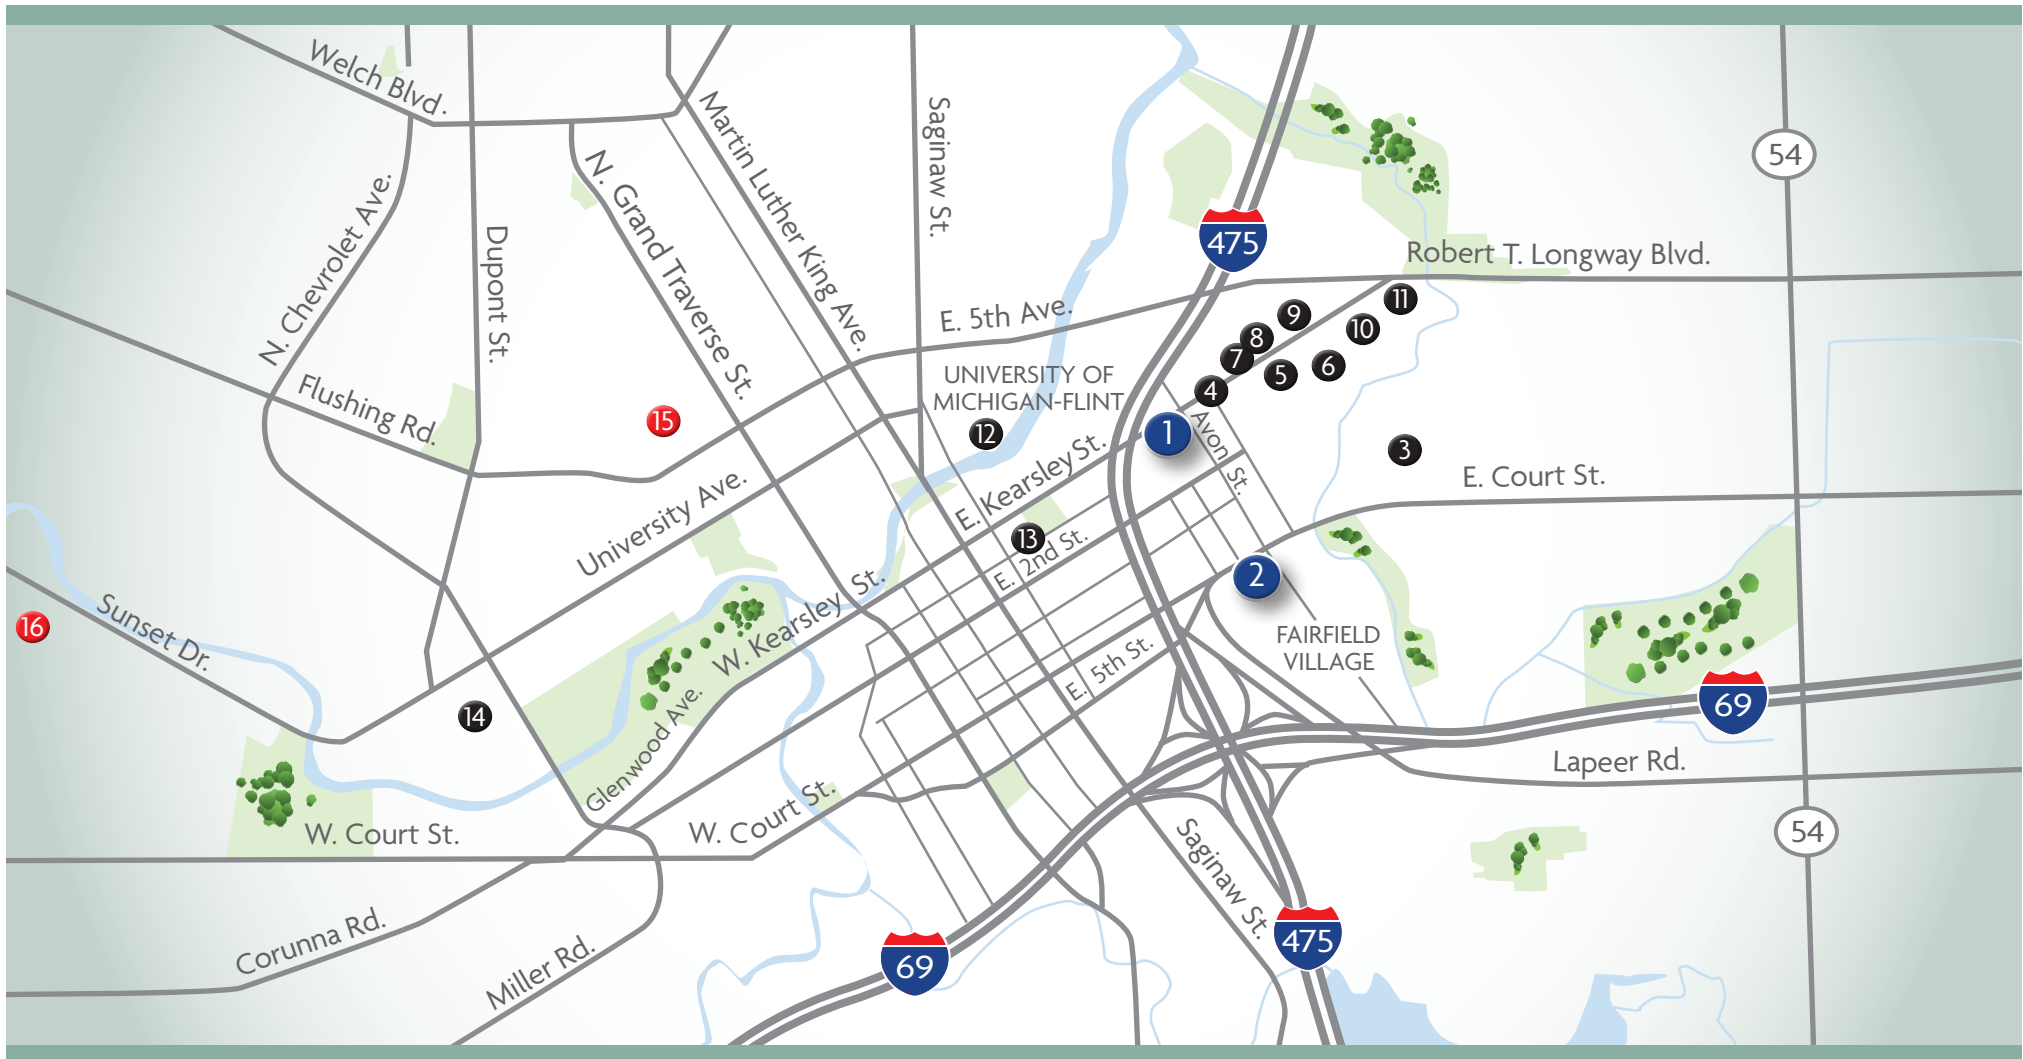 Welch Blvd.
N. Chevrolet Ave.
Dupont St.
N. Grand Traverse St.
Martin Luther King Ave.
Saginaw St.
475
54
Robert T. Longway Blvd.
E. 5th Ave.
11
9
10
8
7
6
5
4
UNIVERSITY OF
MICHIGAN-FLINT
12
1
Avon St.
3
Flushing Rd.
15
University Ave.
E. Kearsley St.
E. Court St.
13
E. 2nd St.
2
W. Kearsley St.
16
Sunset Dr.
FAIRFIELD
VILLAGE
E. 5th St.
69
14
Glenwood Ave.
Lapeer Rd.
W. Court St.
W. Court St.
54
Saginaw St.
Corunna Rd.
Miller Rd.
69
475